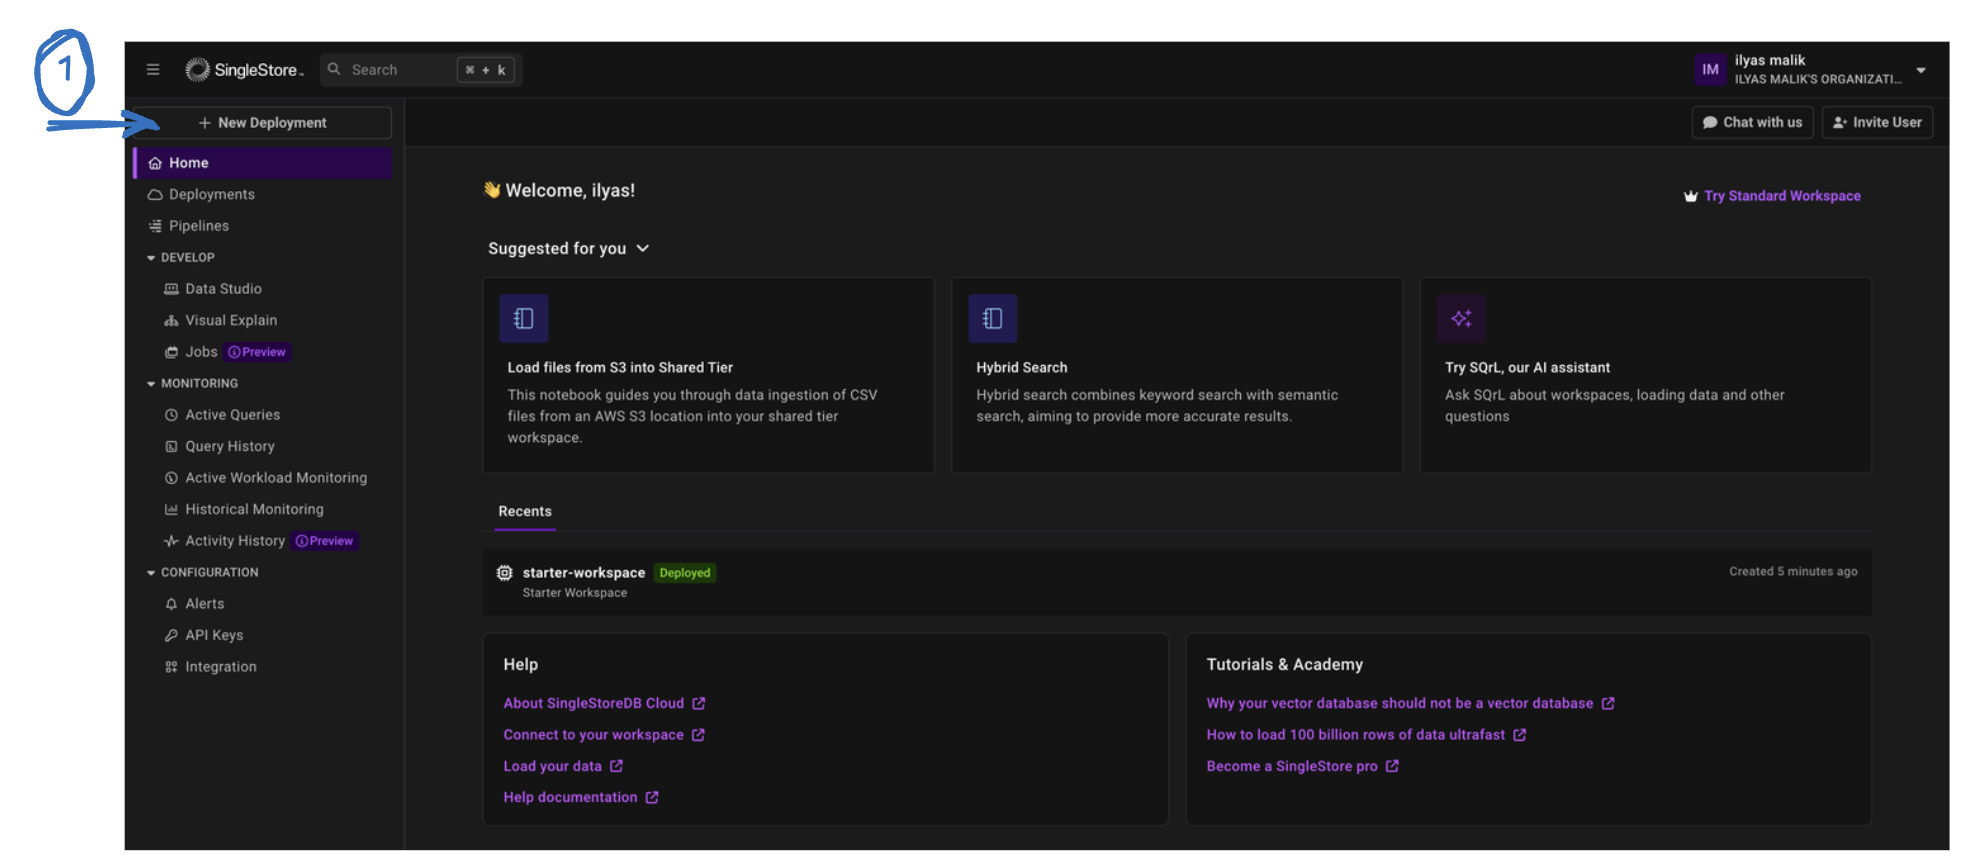 1
SingleStore
Search
⌘ + k
IM
ilyas malik
ILYAS MALIK'S ORGANIZATI...
+ New Deployment
Chat with us
Invite User
Home
Deployments
Pipelines
DEVELOP
Data Studio
Visual Explain
Jobs Preview
MONITORING
Active Queries
Query History
Active Workload Monitoring
Historical Monitoring
Activity History Preview
CONFIGURATION
Alerts
API Keys
Integration
👋 Welcome, ilyas!
Try Standard Workspace
Suggested for you
Load files from S3 into Shared Tier
This notebook guides you through data ingestion of CSV
files from an AWS S3 location into your shared tier
workspace.
Hybrid Search
Hybrid search combines keyword search with semantic
search, aiming to provide more accurate results.
Try SQrL, our AI assistant
Ask SQrL about workspaces, loading data and other
questions
Recents
starter-workspace Deployed
Starter Workspace
Created 5 minutes ago
Help
About SingleStoreDB Cloud
Connect to your workspace
Load your data
Help documentation
Tutorials & Academy
Why your vector database should not be a vector database
How to load 100 billion rows of data ultrafast
Become a SingleStore pro